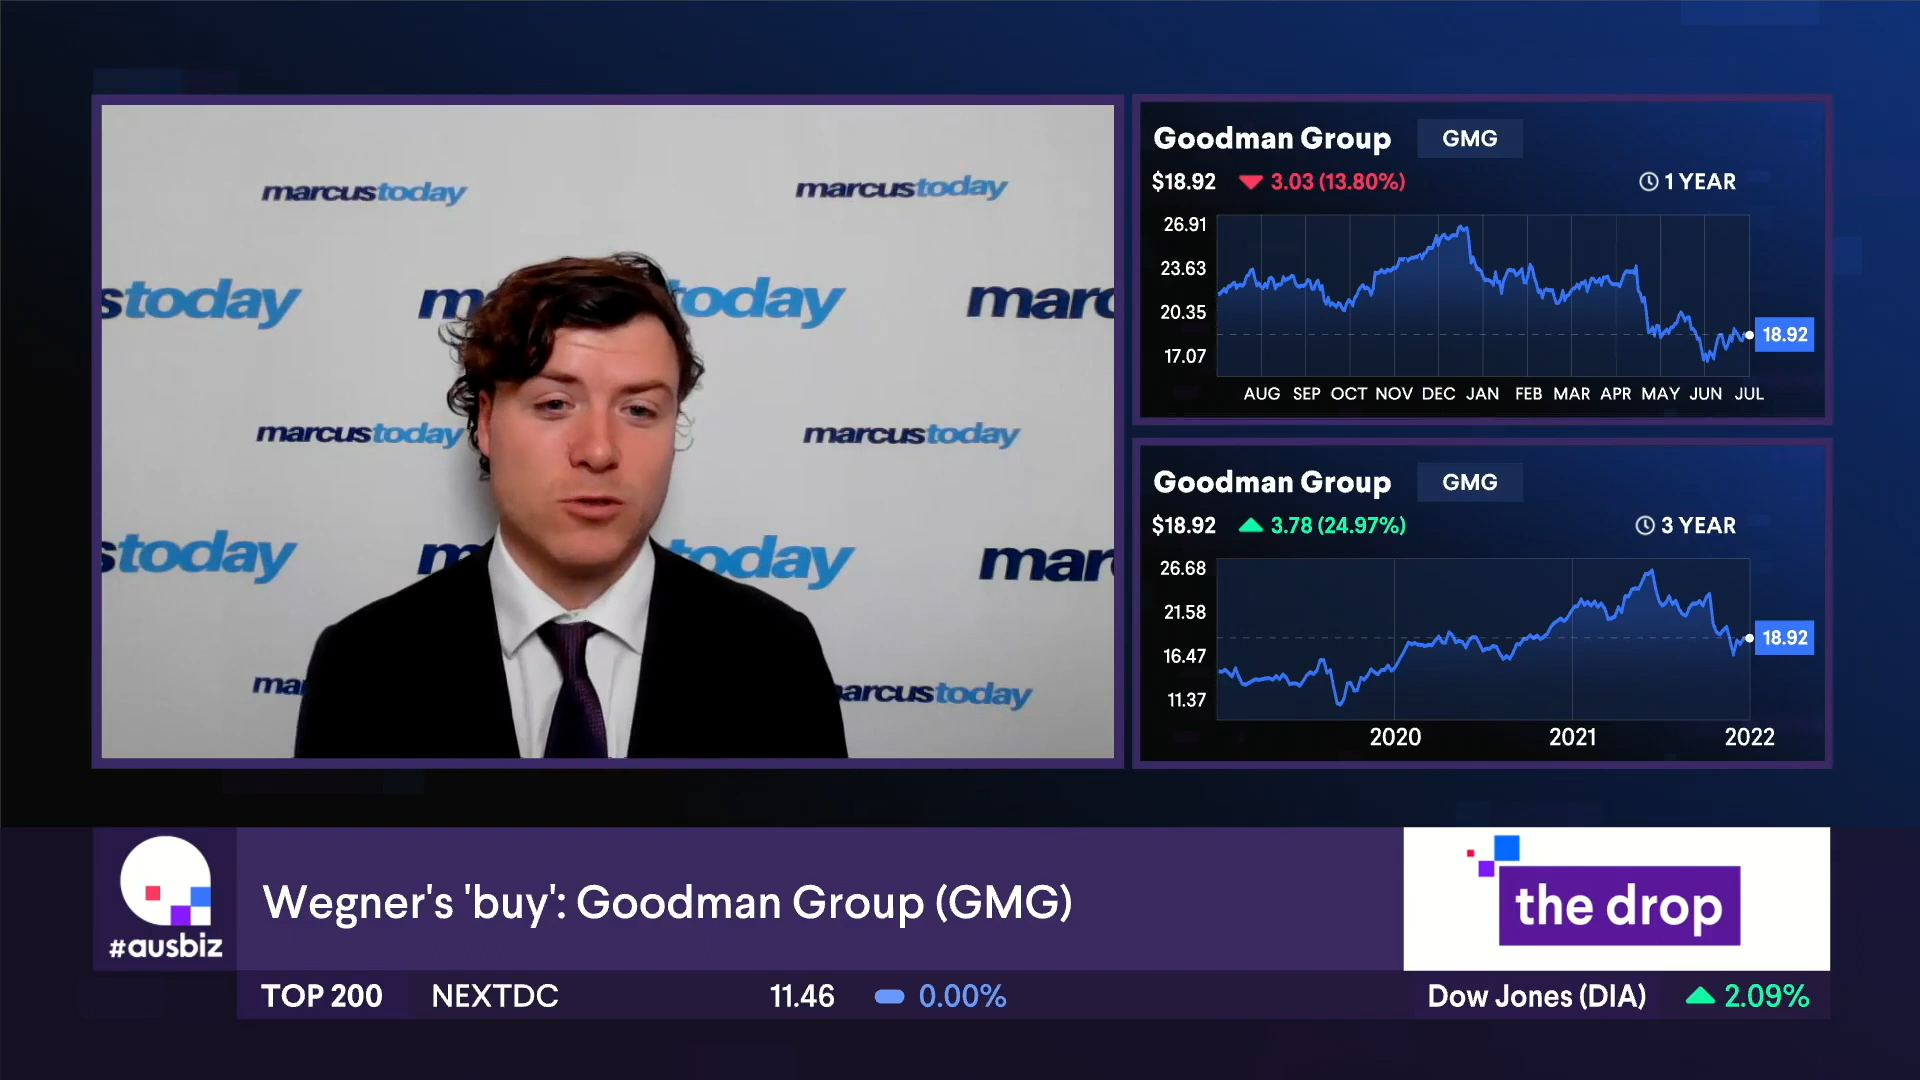 marcustoday
marcustoday
stoday
m
today
marc
marcustoday
marcustoday
stoday
m
today
mar
ma
arcustoday
Goodman Group GMG
$18.92 3.03 (13.80%) 1 YEAR
26.91
23.63
20.35
17.07
18.92
AUG SEP OCT NOV DEC JAN FEB MAR APR MAY JUN JUL
Goodman Group GMG
$18.92 3.78 (24.97%) 3 YEAR
26.68
21.58
16.47
11.37
18.92
2020 2021 2022
#ausbiz
Wegner's 'buy': Goodman Group (GMG)
the drop
TOP 200 NEXTDC 11.46 0.00% Dow Jones (DIA) 2.09%